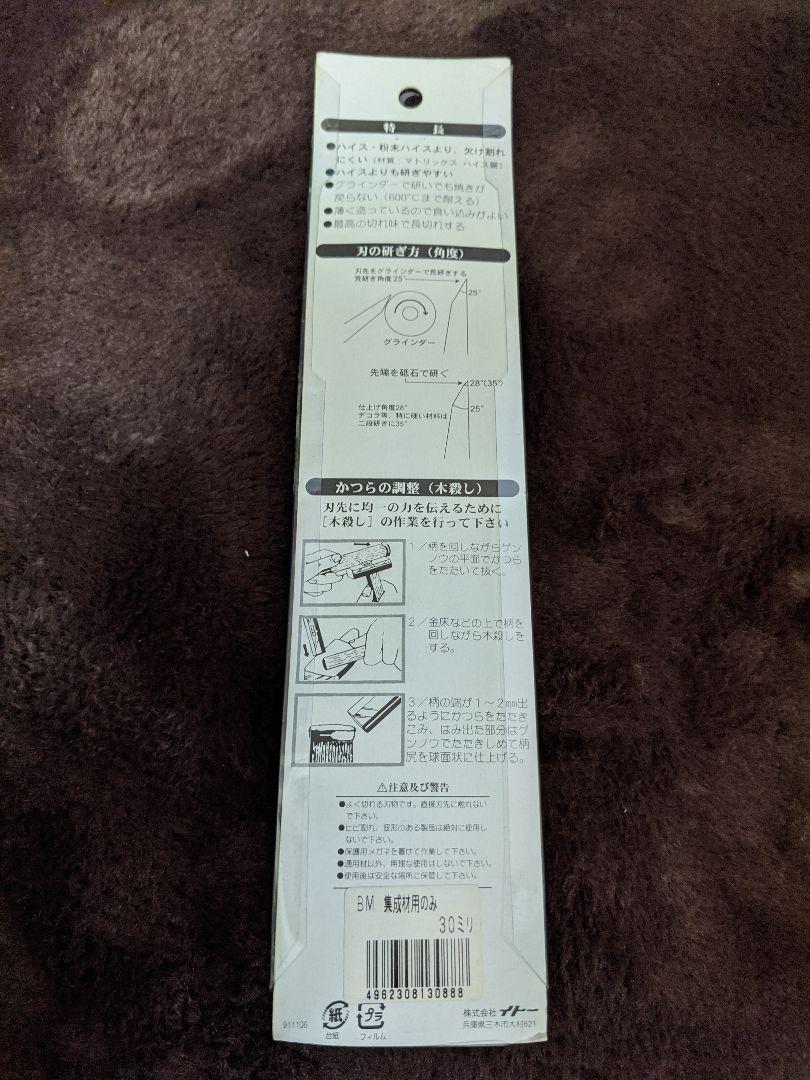 特 長
●ハイス・粉末ハイスより、欠け割れ
にくい（材質：マトリックス ハイス鋼）
●ハイスよりも研ぎやすい
●グラインダーで研いでも焼きが
戻らない（600℃まで耐える）
●薄く造っているので食い込みがよい
●最高の切れ味で長切れする
刃の研ぎ方（角度）
刃先をグラインダーで荒研ぎする
荒研ぎ角度25°
25°
グラインダー
先端を砥石で研ぐ
28°(35°)
仕上げ角度28°
デコラ等、特に硬い材料は
二段研ぎに35°
25°
かつらの調整（木殺し）
刃先に均一の力を伝えるために
［木殺し］の作業を行って下さい
1／柄を回しながらゲン
ノウの平面でかつら
をたたいて抜く。
2／金床などの上で柄を
回しながら木殺しを
する。
3／柄の端が1～2mm出
るようにかつらをたたき
こみ、はみ出た部分はゲ
ンノウでたたきしめて柄
尻を球面状に仕上げる。
⚠注意及び警告
●よく切れる刃物です。直接刃先に触れない
で下さい。
●ヒビ割れ、変形のある製品は絶対に使用し
ないで下さい。
●保護用メガネを着けて作業して下さい。
●適用材以外、無理な使用はしないで下さい。
●使用後は安全な場所に保管して下さい。
BM 集成材用のみ
30ミリ
4962308130888
911106
紙
台紙
プラ
フィルム
株式会社 イトー
兵庫県三木市大村621